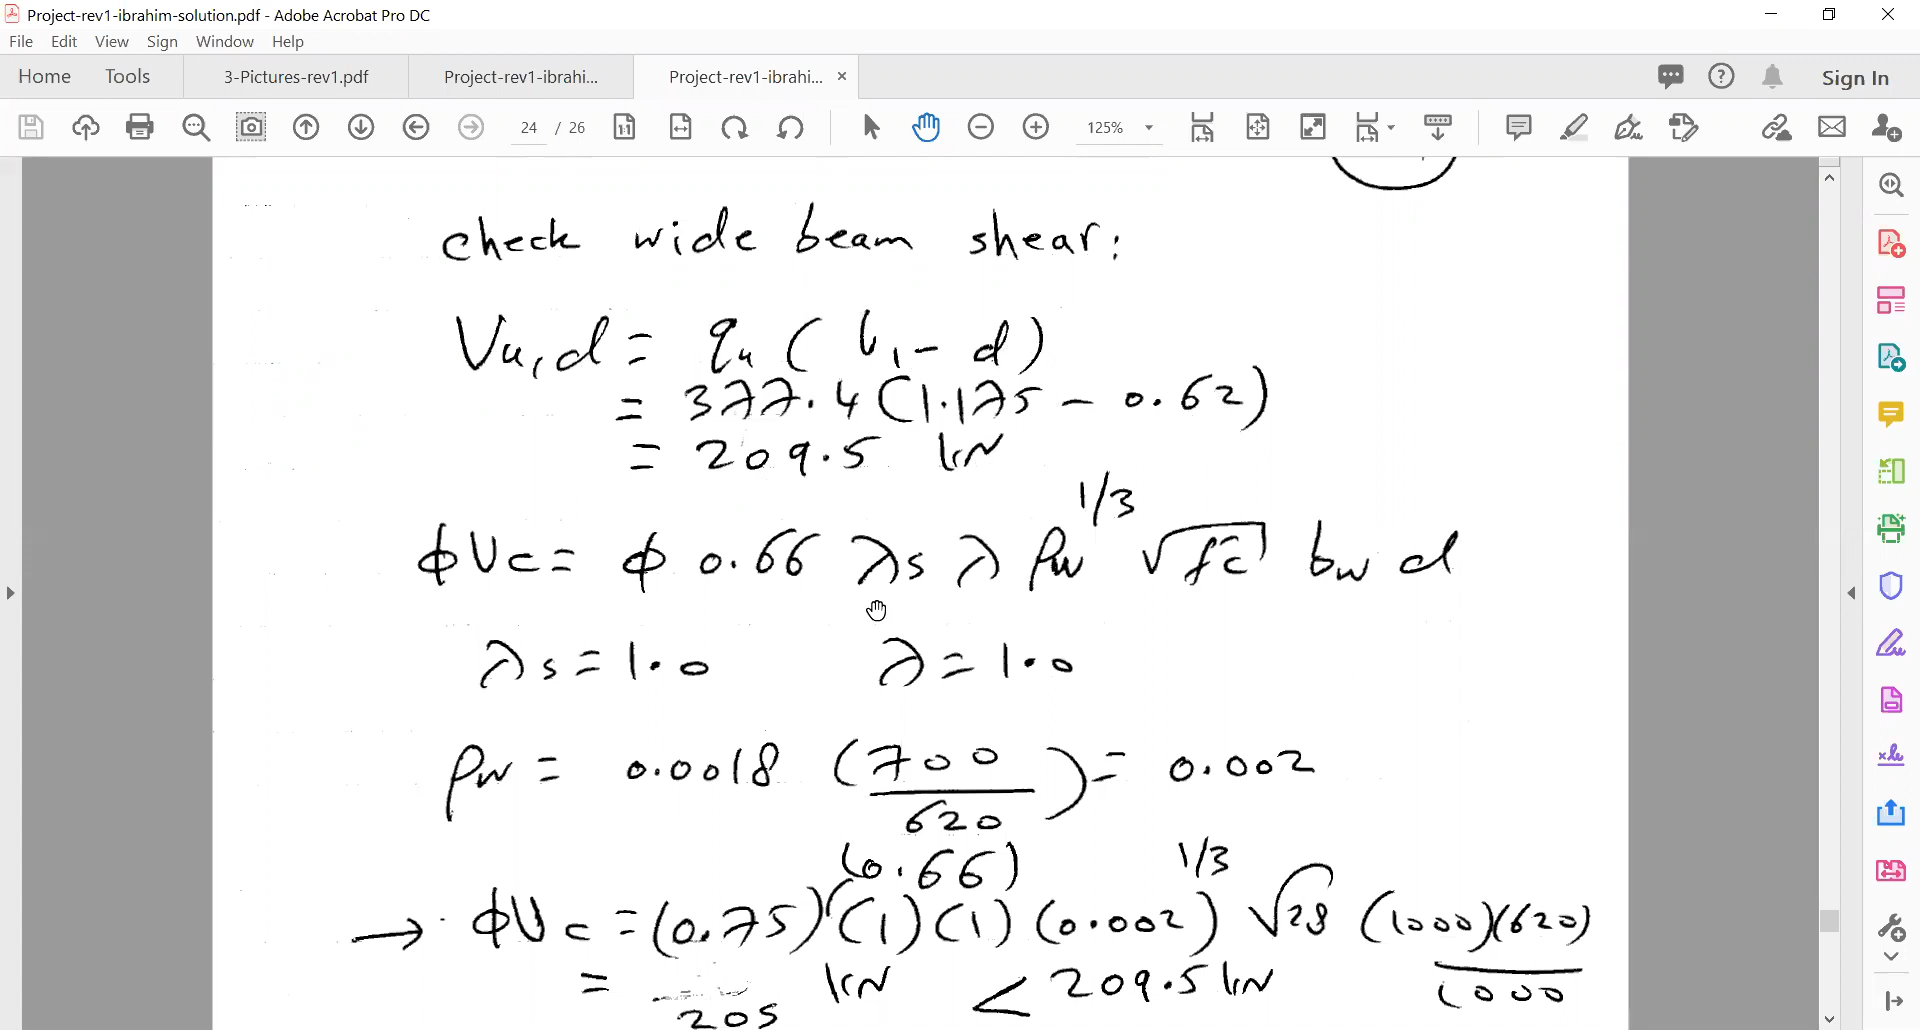 Project-rev1-ibrahim-solution.pdf - Adobe Acrobat Pro DC
File Edit View Sign Window Help
Home Tools 3-Pictures-rev1.pdf Project-rev1-ibrahi... Project-rev1-ibrahi... × Sign In
24 / 26 125%
check wide beam shear:
Vu,d = qu ( l1 - d )
= 377.4 (1.175 - 0.62)
= 209.5 kN
ϕVc = ϕ 0.66 λs λ ρw^1/3 √fc' bw d
λs = 1.0 λ = 1.0
ρw = 0.0018 (700/620) = 0.002
→ ϕVc = (0.75)(0.66)(1)(1)(0.002)^1/3 √28 (1000)(620)/1000
= 205 kN < 209.5 kN